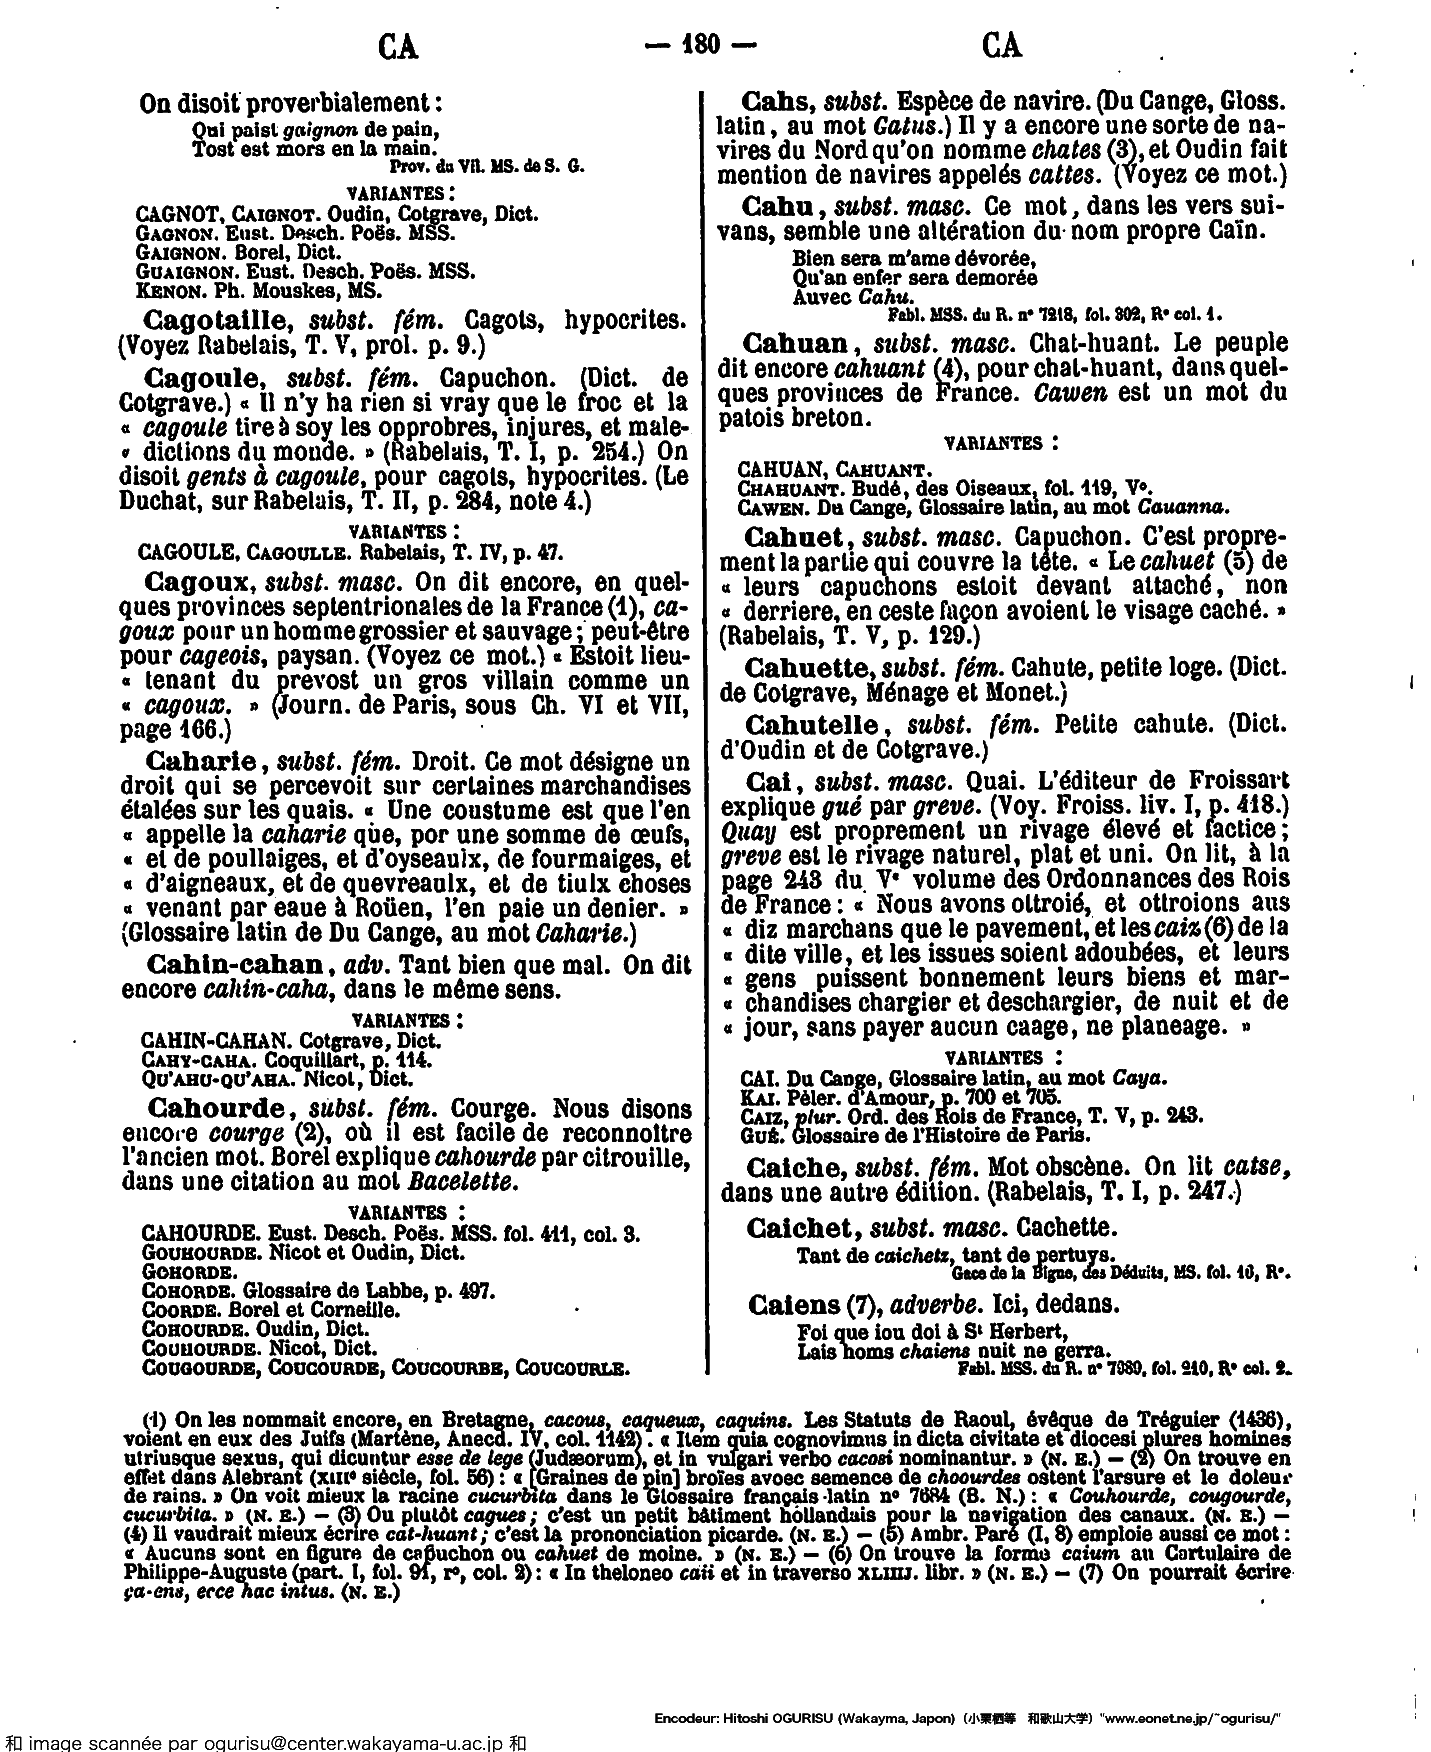 CA
— 180 —
CA
On disoit proverbialement :
Qui paist gaignon de pain,
Tost est mors en la main.
Prov. du Vil. MS. de S. G.
VARIANTES :
CAGNOT, CAIGNOT. Oudin, Cotgrave, Dict.
GAGNON. Eust. Desch. Poës. MSS.
GAIGNON. Borel, Dict.
GUAIGNON. Eust. Desch. Poës. MSS.
KENON. Ph. Mouskes, MS.
Cagotaille, subst. fém. Cagots, hypocrites.
(Voyez Rabelais, T. V, prol. p. 9.)
Cagoule, subst. fém. Capuchon. (Dict. de
Cotgrave.) « Il n'y ha rien si vray que le froc et la
« cagoule tire à soy les opprobres, injures, et male-
« dictions du monde. » (Rabelais, T. I, p. 254.) On
disoit gents à cagoule, pour cagots, hypocrites. (Le
Duchat, sur Rabelais, T. II, p. 284, note 4.)
VARIANTES :
CAGOULE, CAGOULLE. Rabelais, T. IV, p. 47.
Cagoux, subst. masc. On dit encore, en quel-
ques provinces septentrionales de la France (1), ca-
goux pour un homme grossier et sauvage ; peut-être
pour cageois, paysan. (Voyez ce mot.) « Estoit lieu-
« tenant du prevost un gros villain comme un
« cagoux. » (Journ. de Paris, sous Ch. VI et VII,
page 166.)
Caharie, subst. fém. Droit. Ce mot désigne un
droit qui se percevoit sur certaines marchandises
étalées sur les quais. « Une coustume est que l'en
« appelle la caharie que, por une somme de œufs,
« et de poullaiges, et d'oyseaulx, de fourmaiges, et
« d'aigneaux, et de quevreaulx, et de tiulx choses
« venant par eaue à Roüen, l'en paie un denier. »
(Glossaire latin de Du Cange, au mot Caharie.)
Cahin-cahan, adv. Tant bien que mal. On dit
encore cahin-caha, dans le même sens.
VARIANTES :
CAHIN-CAHAN. Cotgrave, Dict.
CAHY-CAHA. Coquillart, p. 114.
QU'AHU-QU'AHA. Nicot, Dict.
Cahourde, subst. fém. Courge. Nous disons
encore courge (2), où il est facile de reconnoître
l'ancien mot. Borel explique cahourde par citrouille,
dans une citation au mot Bacelette.
VARIANTES :
CAHOURDE. Eust. Desch. Poës. MSS. fol. 411, col. 3.
GOUHOURDE. Nicot et Oudin, Dict.
GOHORDE.
COHORDE. Glossaire de Labbe, p. 497.
COORDE. Borel et Corneille.
COHOURDE. Oudin, Dict.
COUHOURDE. Nicot, Dict.
COUGOURDE, COUCOURDE, COUCOURBE, COUCOURLE.
Cahs, subst. Espèce de navire. (Du Cange, Gloss.
latin, au mot Catus.) Il y a encore une sorte de na-
vires du Nord qu'on nomme chates (3), et Oudin fait
mention de navires appelés cattes. (Voyez ce mot.)
Cahu, subst. masc. Ce mot, dans les vers sui-
vans, semble une altération du nom propre Caïn.
Bien sera m'ame dévorée,
Qu'an enfer sera demorée
Auvec Cahu.
Fabl. MSS. du R. n° 7218, fol. 302, R° col. 1.
Cahuan, subst. masc. Chat-huant. Le peuple
dit encore cahuant (4), pour chat-huant, dans quel-
ques provinces de France. Cawen est un mot du
patois breton.
VARIANTES :
CAHUAN, CAHUANT.
CHAHUANT. Budé, des Oiseaux, fol. 119, V°.
CAWEN. Du Cange, Glossaire latin, au mot Cauanna.
Cahuet, subst. masc. Capuchon. C'est propre-
ment la partie qui couvre la tête. « Le cahuet (5) de
« leurs capuchons estoit devant attaché, non
« derriere, en ceste façon avoient le visage caché. »
(Rabelais, T. V, p. 129.)
Cahuette, subst. fém. Cahute, petite loge. (Dict.
de Cotgrave, Ménage et Monet.)
Cahutelle, subst. fém. Petite cahute. (Dict.
d'Oudin et de Cotgrave.)
Cai, subst. masc. Quai. L'éditeur de Froissart
explique gué par greve. (Voy. Froiss. liv. I, p. 418.)
Quay est proprement un rivage élevé et factice ;
greve est le rivage naturel, plat et uni. On lit, à la
page 243 du Ve volume des Ordonnances des Rois
de France : « Nous avons ottroié, et ottroions aus
« diz marchans que le pavement, et les caiz (6) de la
« dite ville, et les issues soient adoubées, et leurs
« gens puissent bonnement leurs biens et mar-
« chandises chargier et deschargier, de nuit et de
« jour, sans payer aucun caage, ne planeage. »
VARIANTES :
CAI. Du Cange, Glossaire latin, au mot Caya.
KAI. Pèler. d'Amour, p. 700 et 705.
CAIZ, plur. Ord. des Rois de France, T. V, p. 243.
GUÉ. Glossaire de l'Histoire de Paris.
Caiche, subst. fém. Mot obscène. On lit catse,
dans une autre édition. (Rabelais, T. I, p. 247.)
Caichet, subst. masc. Cachette.
Tant de caichetz, tant de pertuys.
Gace de la Bigne, des Déduits, MS. fol. 16, R°.
Caiens (7), adverbe. Ici, dedans.
Foi que iou doi à St Herbert,
Lais homs chaiens nuit ne gerra.
Fabl. MSS. du R. n° 7989, fol. 210, R° col. 2.
(1) On les nommait encore, en Bretagne, cacous, caqueux, caquins. Les Statuts de Raoul, évêque de Tréguier (1436),
voient en eux des Juifs (Martène, Anecd. IV, col. 1142). « Item quia cognovimus in dicta civitate et diocesi plures homines
utriusque sexus, qui dicuntur esse de lege (Judæorum), et in vulgari verbo cacosi nominantur. » (N. E.) — (2) On trouve en
effet dans Alebrant (XIIIe siècle, fol. 56) : « [Graines de pin] broïes avoec semence de choourdes ostent l'arsure et le doleur
de rains. » On voit mieux la racine cucurbita dans le Glossaire français-latin n° 7684 (B. N.) : « Couhourde, cougourde,
cucurbita. » (N. E.) — (3) Ou plutôt cagues ; c'est un petit bâtiment hollandais pour la navigation des canaux. (N. E.) —
(4) Il vaudrait mieux écrire cat-huant ; c'est la prononciation picarde. (N. E.) — (5) Ambr. Paré (I, 8) emploie aussi ce mot :
« Aucuns sont en figure de capuchon ou cahuet de moine. » (N. E.) — (6) On trouve la forme caium au Cartulaire de
Philippe-Auguste (part. I, fol. 91, r°, col. 2) : « In theloneo caii et in traverso XLIIIJ. libr. » (N. E.) — (7) On pourrait écrire
ça-ens, ecce hac intus. (N. E.)
Encodeur: Hitoshi OGURISU (Wakayma, Japon) (小栗栖等 和歌山大学) "www.eonet.ne.jp/~ogurisu/"
和 image scannée par ogurisu@center.wakayama-u.ac.jp 和